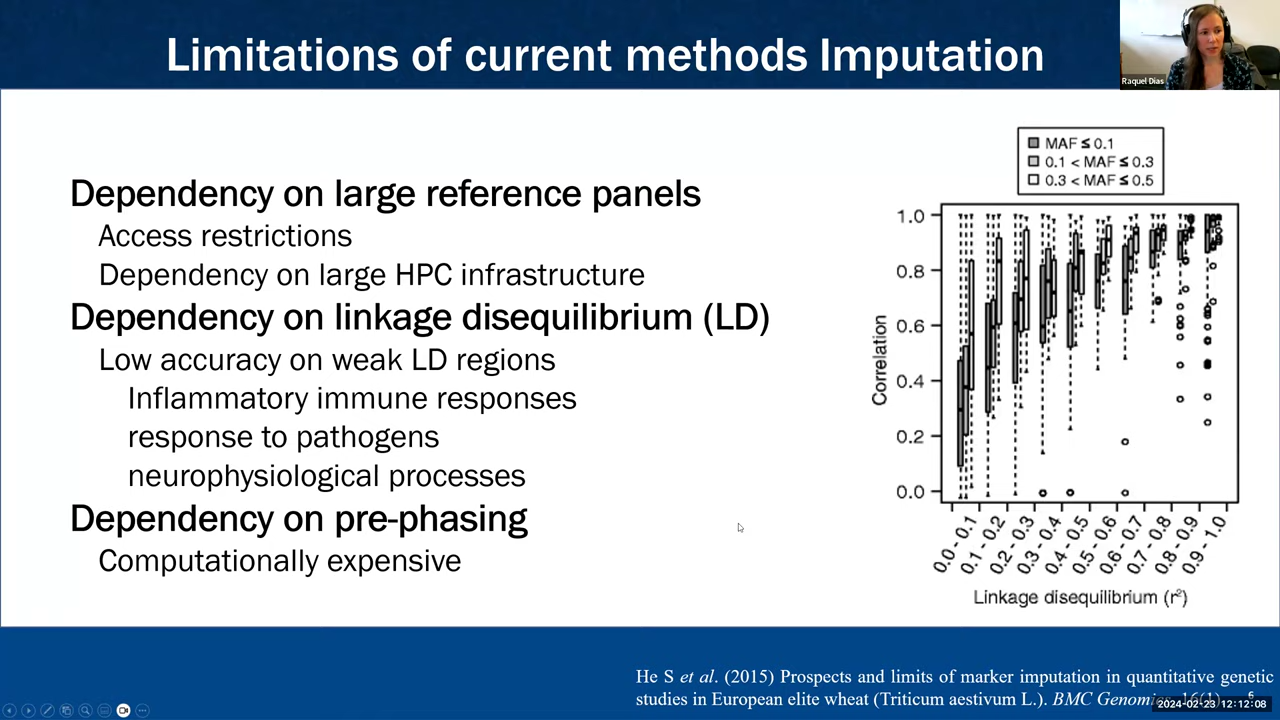 Limitations of current methods Imputation
Raquel Dias
Dependency on large reference panels
Access restrictions
Dependency on large HPC infrastructure
Dependency on linkage disequilibrium (LD)
Low accuracy on weak LD regions
Inflammatory immune responses
response to pathogens
neurophysiological processes
Dependency on pre-phasing
Computationally expensive
MAF ≤ 0.1
0.1 < MAF ≤ 0.3
0.3 < MAF ≤ 0.5
Correlation
1.0
0.8
0.6
0.4
0.2
0.0
0.0 - 0.1
0.1 - 0.2
0.2 - 0.3
0.3 - 0.4
0.4 - 0.5
0.5 - 0.6
0.6 - 0.7
0.7 - 0.8
0.8 - 0.9
0.9 - 1.0
Linkage disequilibrium (r²)
He S et al. (2015) Prospects and limits of marker imputation in quantitative genetic
studies in European elite wheat (Triticum aestivum L.). BMC
6
2024-02-23 12:12:08